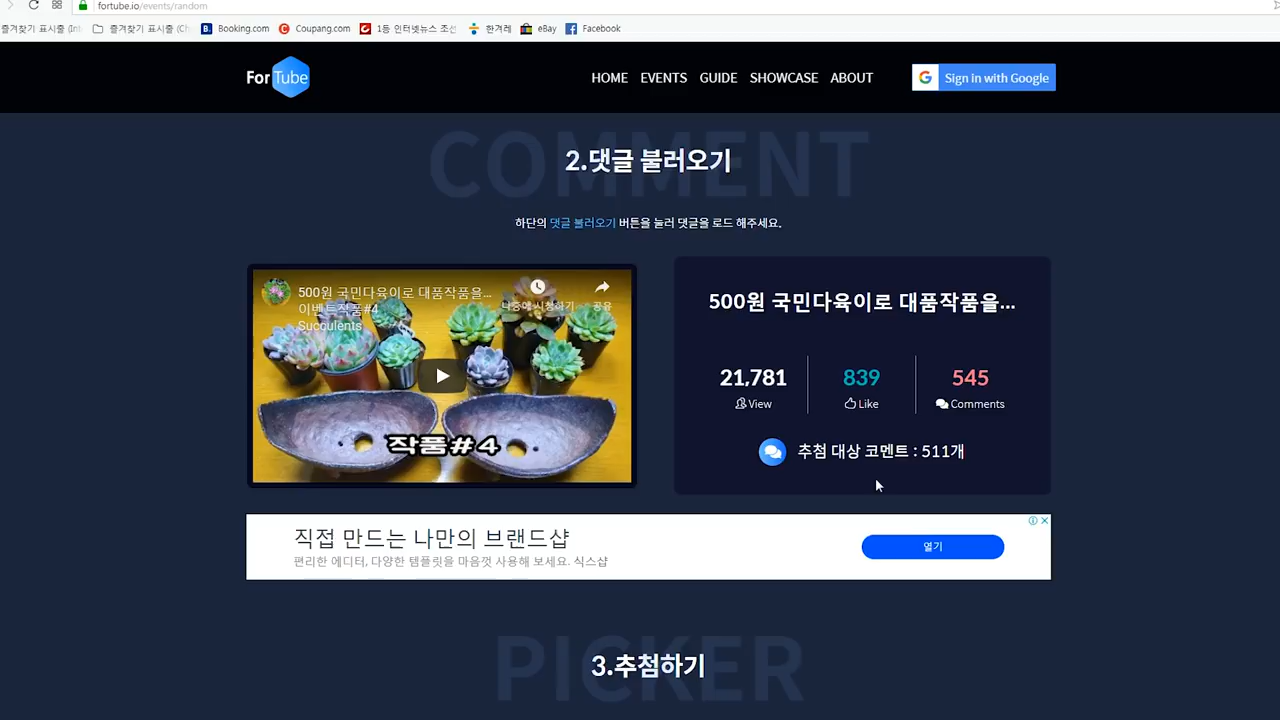 fortube.io/events/random
즐겨찾기 표시줄 (Int
즐겨찾기 표시줄 (Ch
Booking.com
Coupang.com
1등 인터넷뉴스 조선
한겨레
eBay
Facebook
ForTube
HOME EVENTS GUIDE SHOWCASE ABOUT
Sign in with Google
COMMENT
2.댓글 불러오기
하단의 댓글 불러오기 버튼을 눌러 댓글을 로드 해주세요.
500원 국민다육이로 대품작품을...
이벤트작품#4
Succulents
나중에 시청하기
공유
작품#4
500원 국민다육이로 대품작품을...
21,781
View
839
Like
545
Comments
추첨 대상 코멘트 : 511개
직접 만드는 나만의 브랜드샵
편리한 에디터, 다양한 템플릿을 마음껏 사용해 보세요. 식스샵
열기
PICKER
3.추첨하기